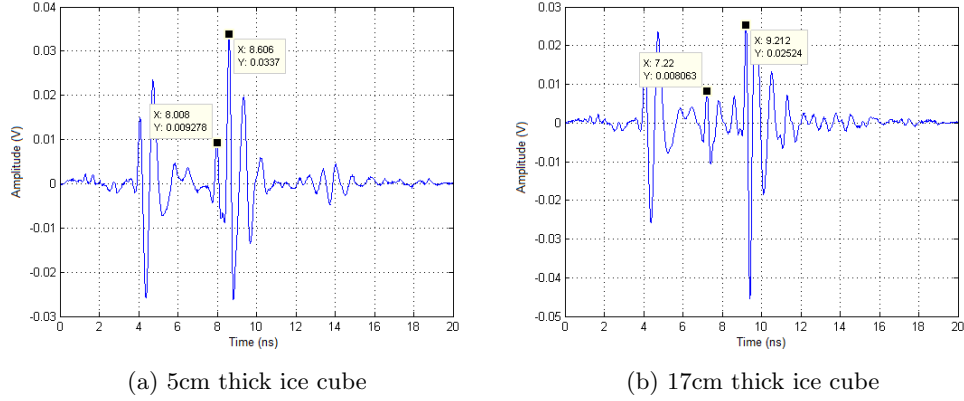 0.04
0.03
0.02
0.01
0
-0.01
-0.02
-0.03
Amplitude (V)
X: 8.606
Y: 0.0337
X: 8.008
Y: 0.009278
0 2 4 6 8 10 12 14 16 18 20
Time (ns)
(a) 5cm thick ice cube
0.03
0.02
0.01
0
-0.01
-0.02
-0.03
-0.04
-0.05
Amplitude (V)
X: 9.212
Y: 0.02524
X: 7.22
Y: 0.008063
0 2 4 6 8 10 12 14 16 18 20
Time (ns)
(b) 17cm thick ice cube